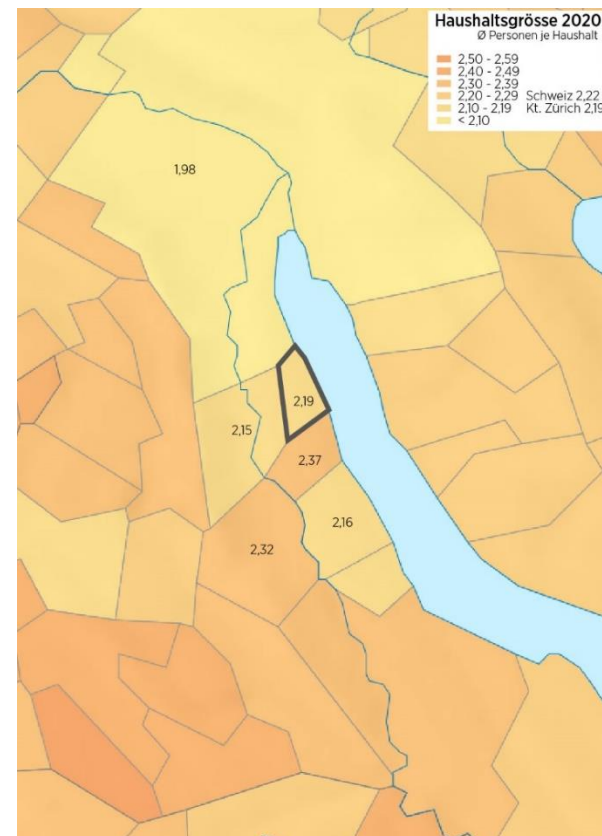 Haushaltsgrösse 2020
Ø Personen je Haushalt
2,50 - 2,59
2,40 - 2,49
2,30 - 2,39
2,20 - 2,29 Schweiz 2,22
2,10 - 2,19 Kt. Zürich 2,19
< 2,10
1,98
2,19
2,15
2,37
2,16
2,32